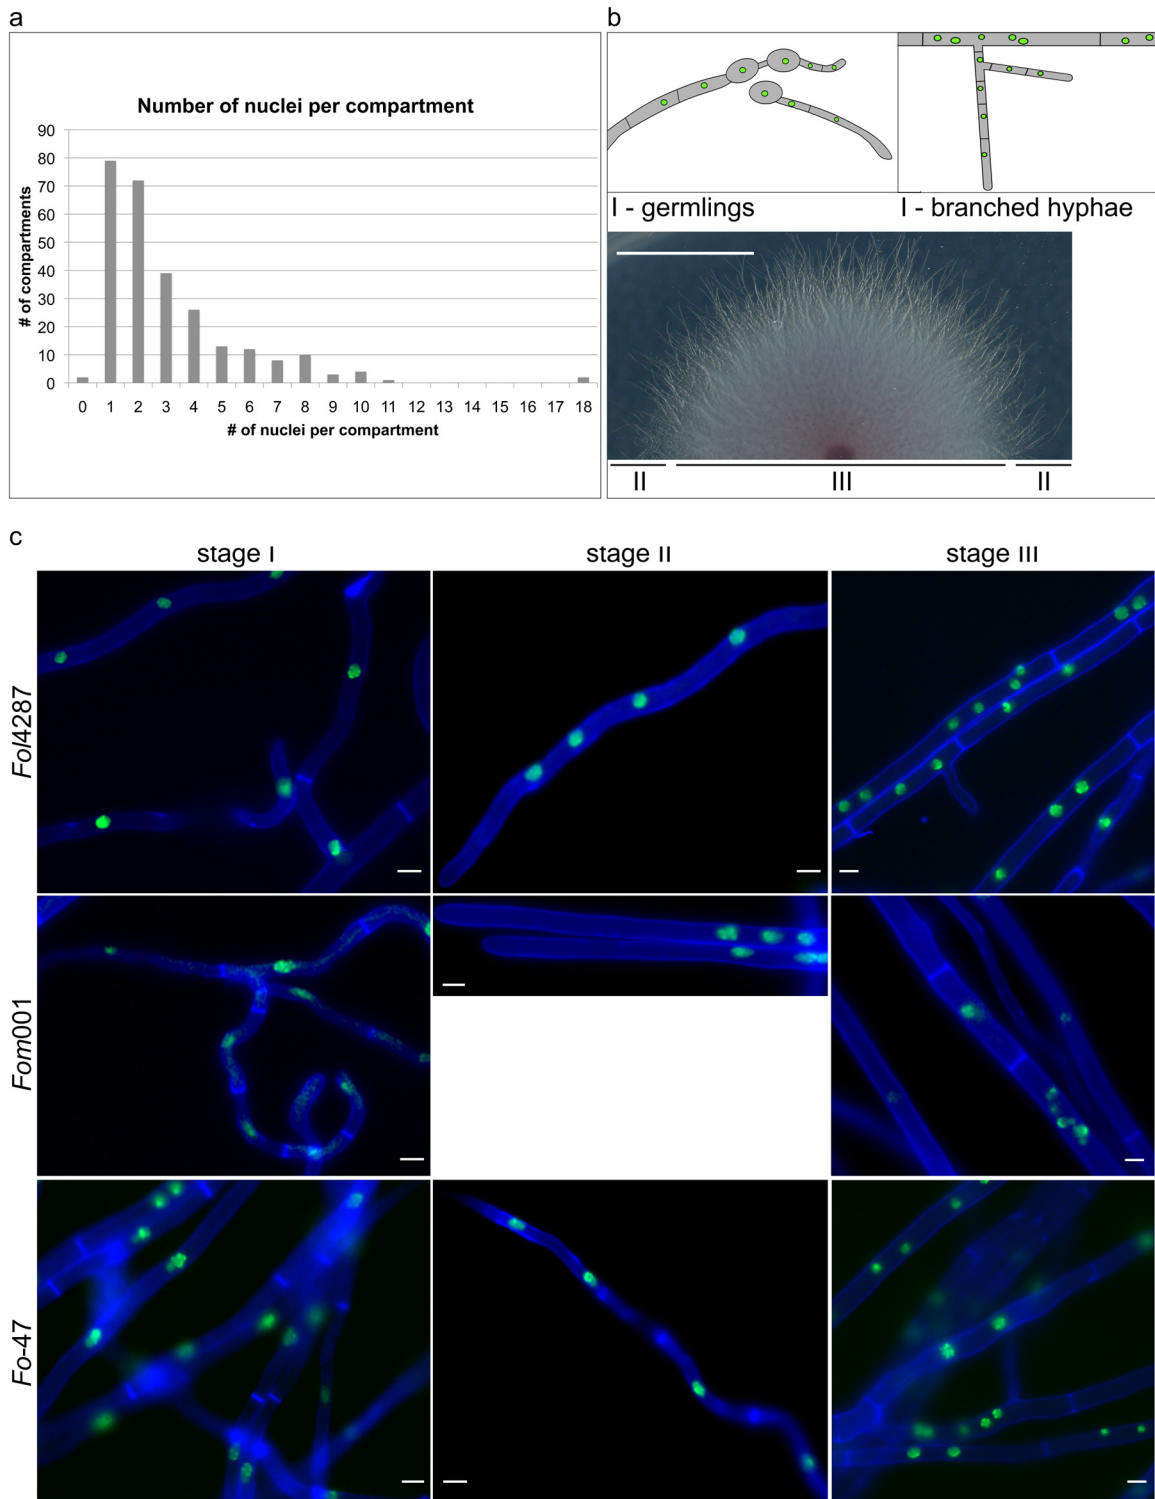 a
Number of nuclei per compartment
# of compartments
90
80
70
60
50
40
30
20
10
0
0 1 2 3 4 5 6 7 8 9 10 11 12 13 14 15 16 17 18
# of nuclei per compartment
b
I - germlings I - branched hyphae
II III II
c
stage I stage II stage III
Fol4287
Fom001
Fo-47